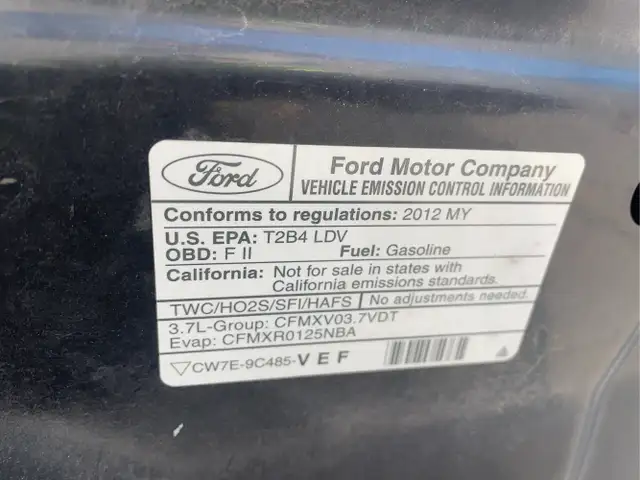 Ford
Ford Motor Company
VEHICLE EMISSION CONTROL INFORMATION
Conforms to regulations: 2012 MY
U.S. EPA: T2B4 LDV
OBD: F II Fuel: Gasoline
California: Not for sale in states with
California emissions standards.
TWC/HO2S/SFI/HAFS No adjustments needed.
3.7L-Group: CFMXV03.7VDT
Evap: CFMXR0125NBA
CW7E-9C485-VEF